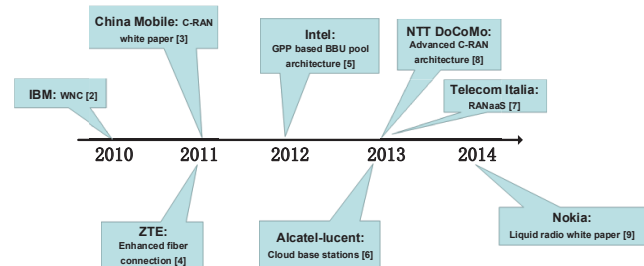 China Mobile: C-RAN
white paper [3]
Intel:
GPP based BBU pool
architecture [5]
NTT DoCoMo:
Advanced C-RAN
architecture [8]
IBM: WNC [2]
Telecom Italia:
RANaaS [7]
2010 2011 2012 2013 2014
ZTE:
Enhanced fiber
connection [4]
Alcatel-lucent:
Cloud base stations [6]
Nokia:
Liquid radio white paper [9]